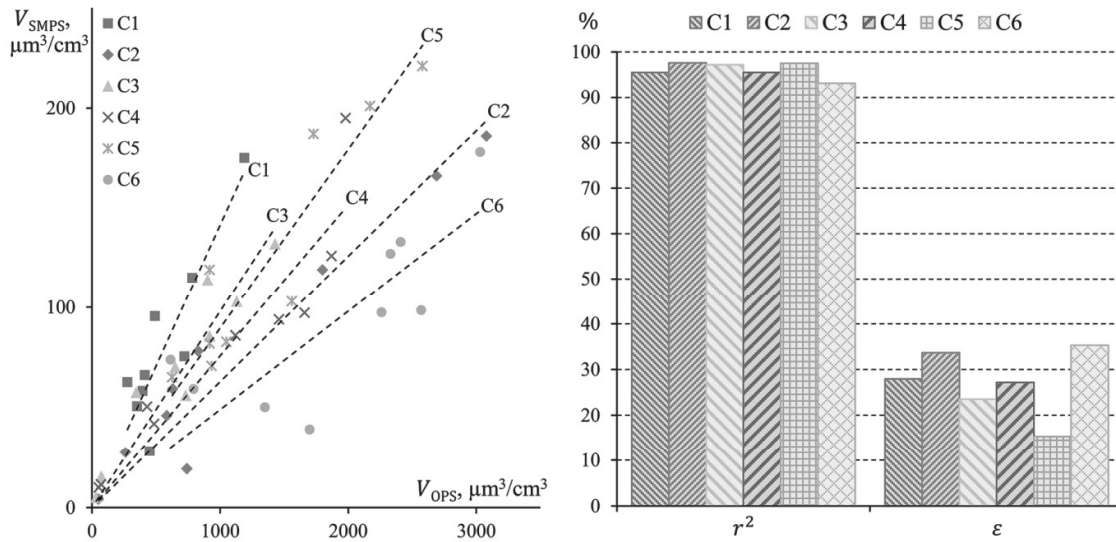 V_SMPS,
μm³/cm³
C1
C2
C3
C4
C5
C6
200
100
0
C5
C2
C1
C4
C3
C6
V_OPS, μm³/cm³
0 1000 2000 3000
%
C1 C2 C3 C4 C5 C6
100
90
80
70
60
50
40
30
20
10
0
r² ε